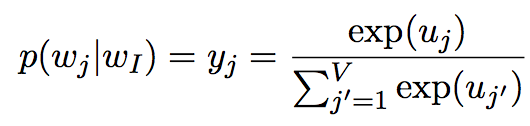 p(w_j|w_I) = y_j = \frac{\exp(u_j)}{\sum_{j'=1}^{V} \exp(u_{j'})}